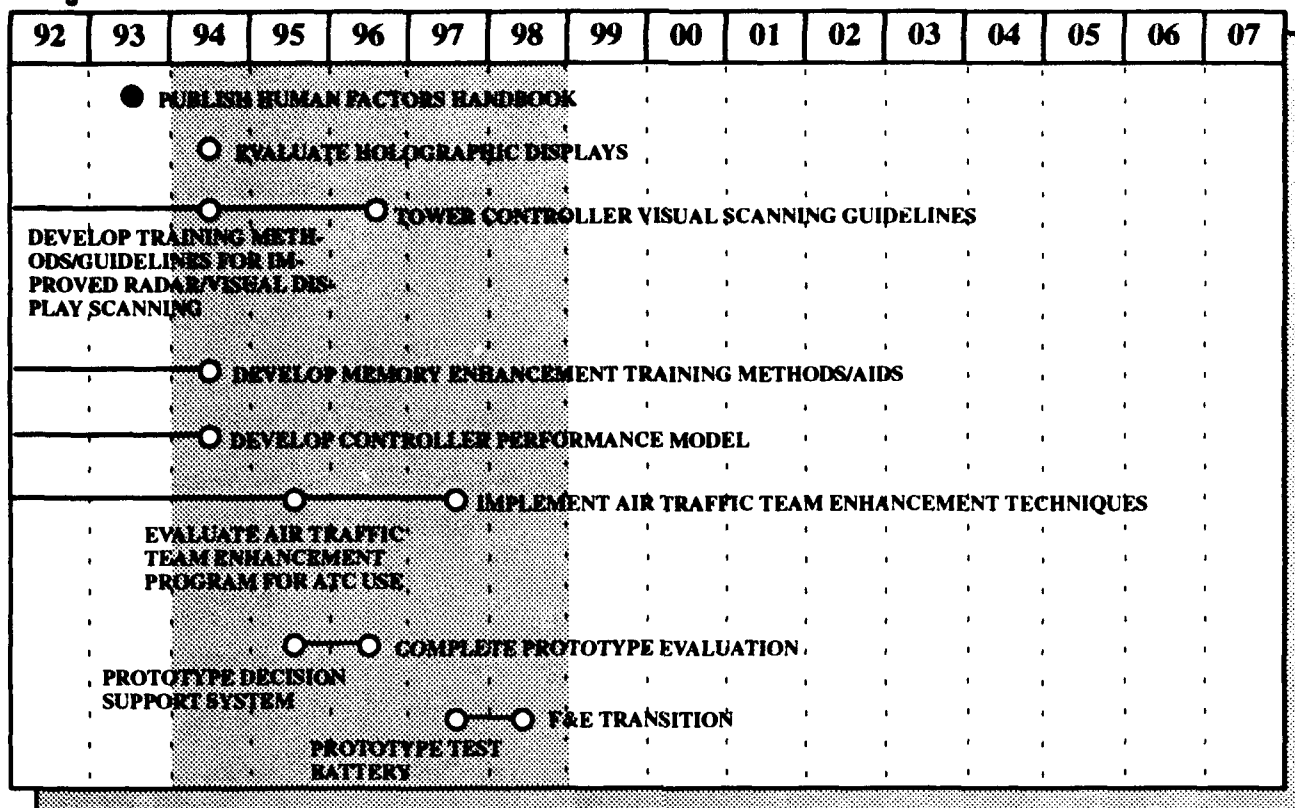 92 93 94 95 96 97 98 99 00 01 02 03 04 05 06 07
PUBLISH HUMAN FACTORS HANDBOOK
EVALUATE HOLOGRAPHIC DISPLAYS
TOWER CONTROLLER VISUAL SCANNING GUIDELINES
DEVELOP TRAINING METH-
ODS/GUIDELINES FOR IM-
PROVED RADAR/VISUAL DIS-
PLAY SCANNING
DEVELOP MEMORY ENHANCEMENT TRAINING METHODS/AIDS
DEVELOP CONTROLLER PERFORMANCE MODEL
IMPLEMENT AIR TRAFFIC TEAM ENHANCEMENT TECHNIQUES
EVALUATE AIR TRAFFIC
TEAM ENHANCEMENT
PROGRAM FOR ATC USE
COMPLETE PROTOTYPE EVALUATION
PROTOTYPE DECISION
SUPPORT SYSTEM
F&E TRANSITION
PROTOTYPE TEST
BATTERY